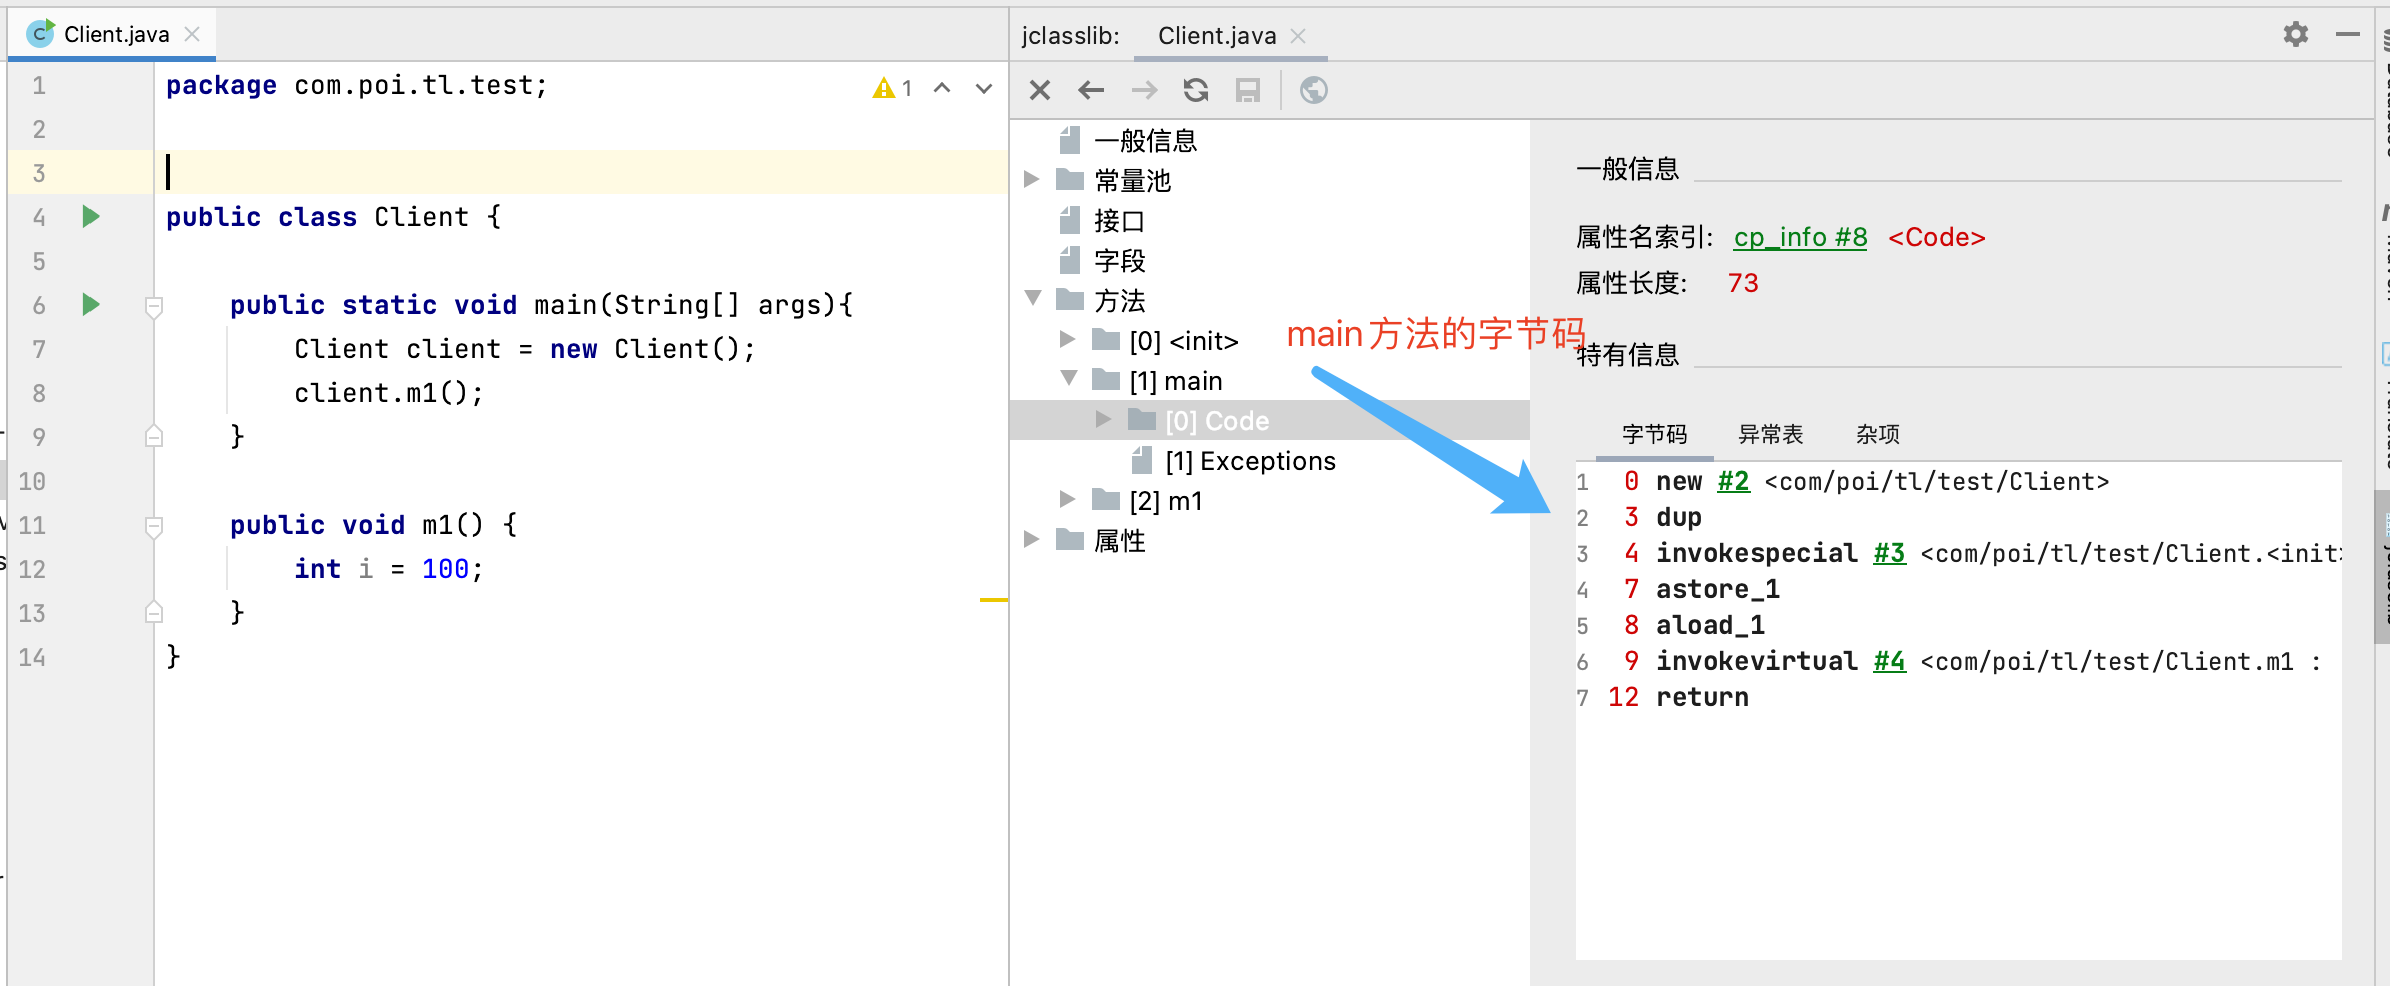 Client.java
1 package com.poi.tl.test;
1
2
3
4 public class Client {
5
6 public static void main(String[] args){
7 Client client = new Client();
8 client.m1();
9 }
10
11 public void m1() {
12 int i = 100;
13 }
14 }
jclasslib: Client.java
一般信息
常量池
接口
字段
方法
[0] <init>
[1] main
[0] Code
[1] Exceptions
[2] m1
属性
main方法的字节码
一般信息
属性名索引: cp_info #8 <Code>
属性长度: 73
特有信息
字节码 异常表 杂项
1 0 new #2 <com/poi/tl/test/Client>
2 3 dup
3 4 invokespecial #3 <com/poi/tl/test/Client.<init>
4 7 astore_1
5 8 aload_1
6 9 invokevirtual #4 <com/poi/tl/test/Client.m1 :
7 12 return